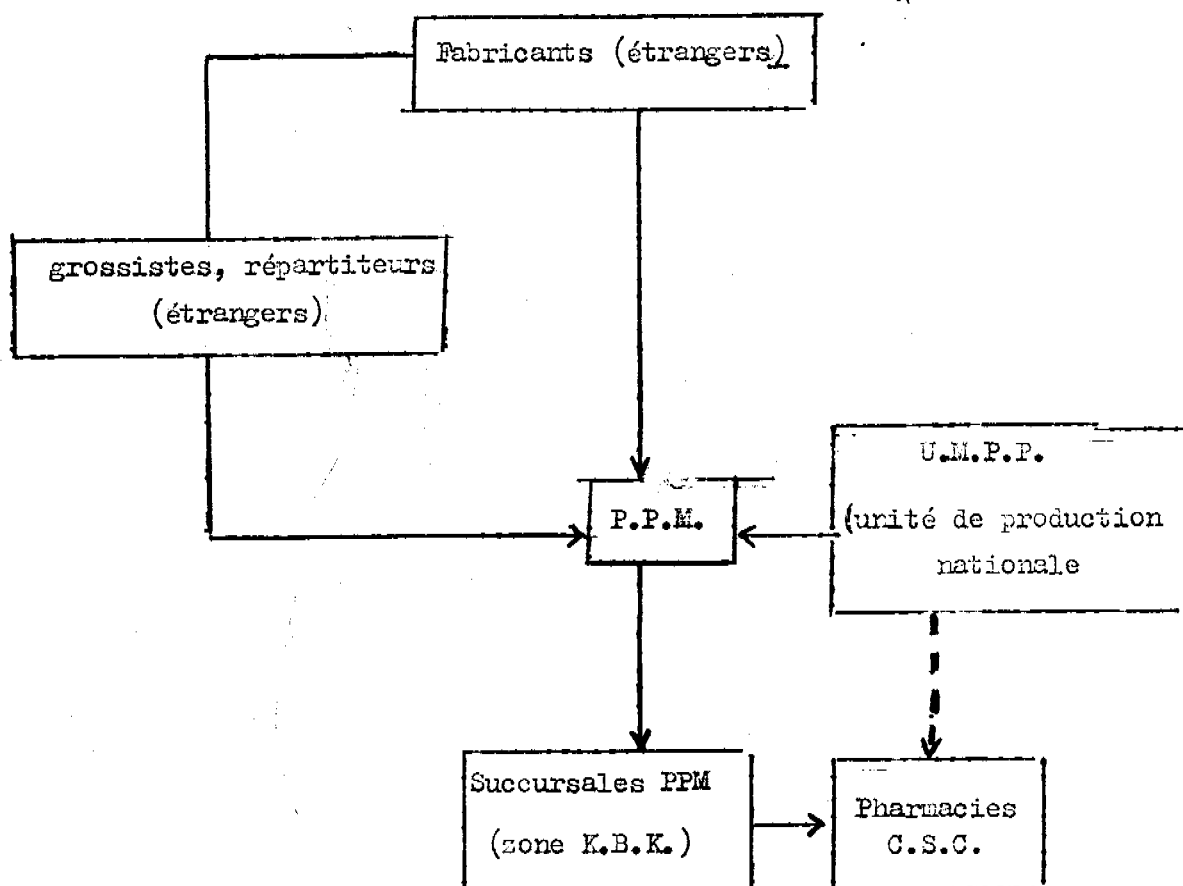 Fabricants (étrangers)
grossistes, répartiteurs
(étrangers)
U.M.P.P.
(unité de production
nationale
P.P.M.
Succursales PPM
(zone K.B.K.)
Pharmacies
C.S.C.